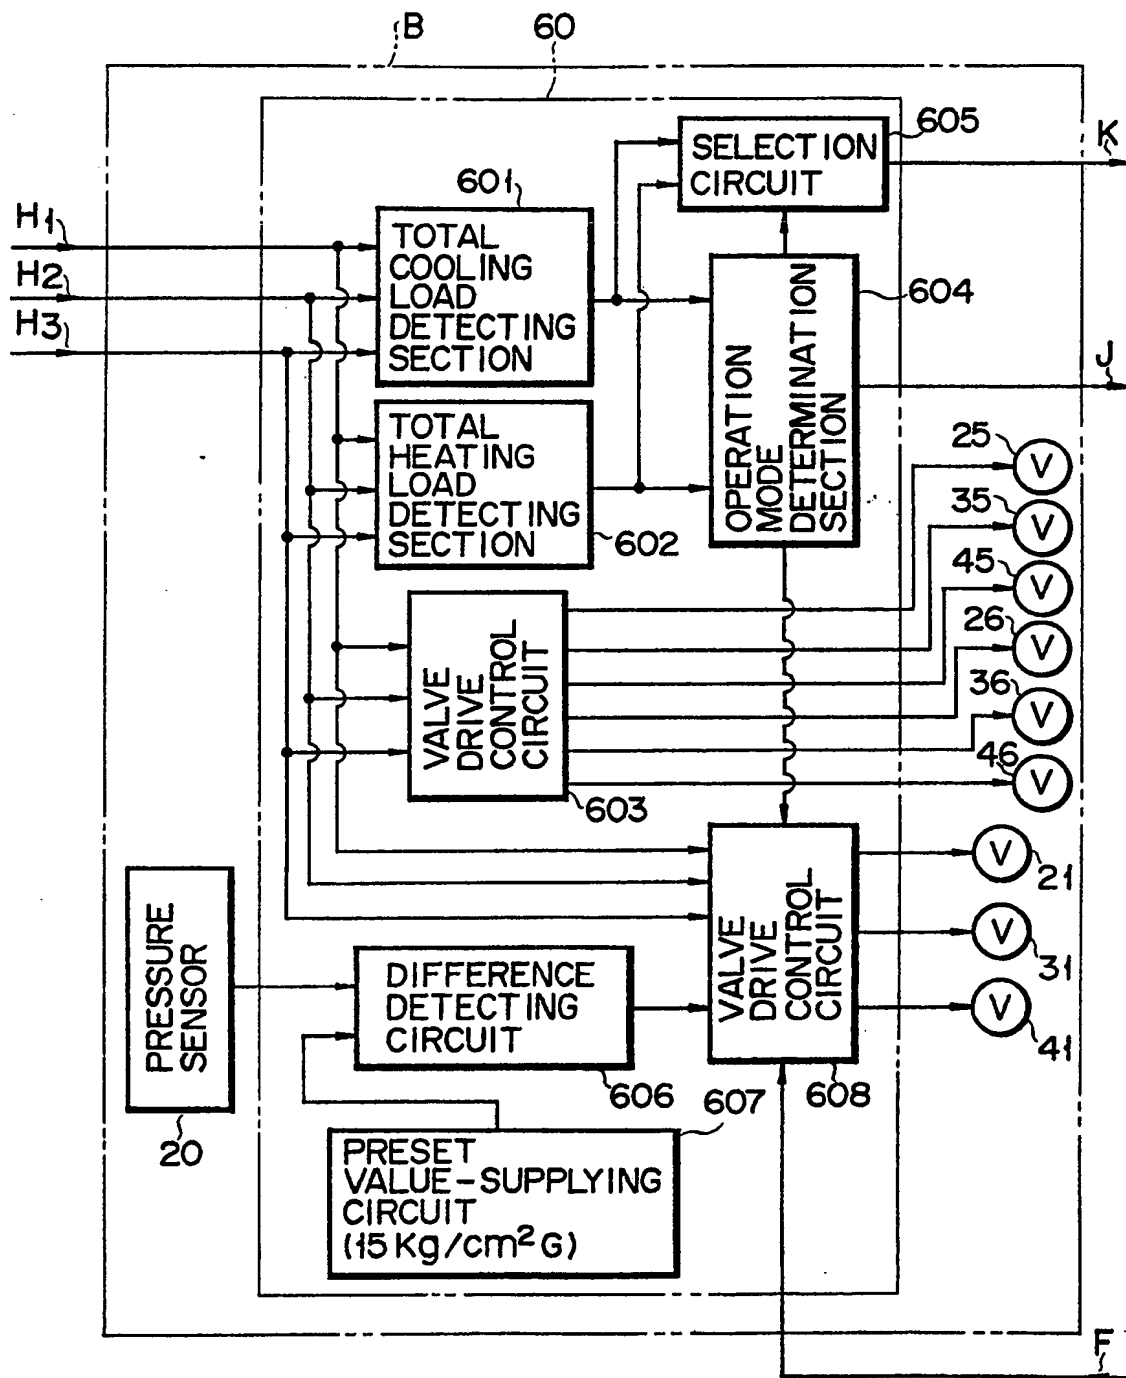 B
60
605
K
SELECTION
CIRCUIT
601
H1
H2
H3
TOTAL
COOLING
LOAD
DETECTING
SECTION
604
J
OPERATION
MODE
DETERMINATION
SECTION
TOTAL
HEATING
LOAD
DETECTING
SECTION
602
25
V
35
V
45
V
26
V
36
V
46
V
VALVE
DRIVE
CONTROL
CIRCUIT
603
V
21
V
31
V
41
VALVE
DRIVE
CONTROL
CIRCUIT
608
PRESSURE
SENSOR
20
DIFFERENCE
DETECTING
CIRCUIT
606
607
PRESET
VALUE-SUPPLYING
CIRCUIT
(15Kg/cm²G)
F